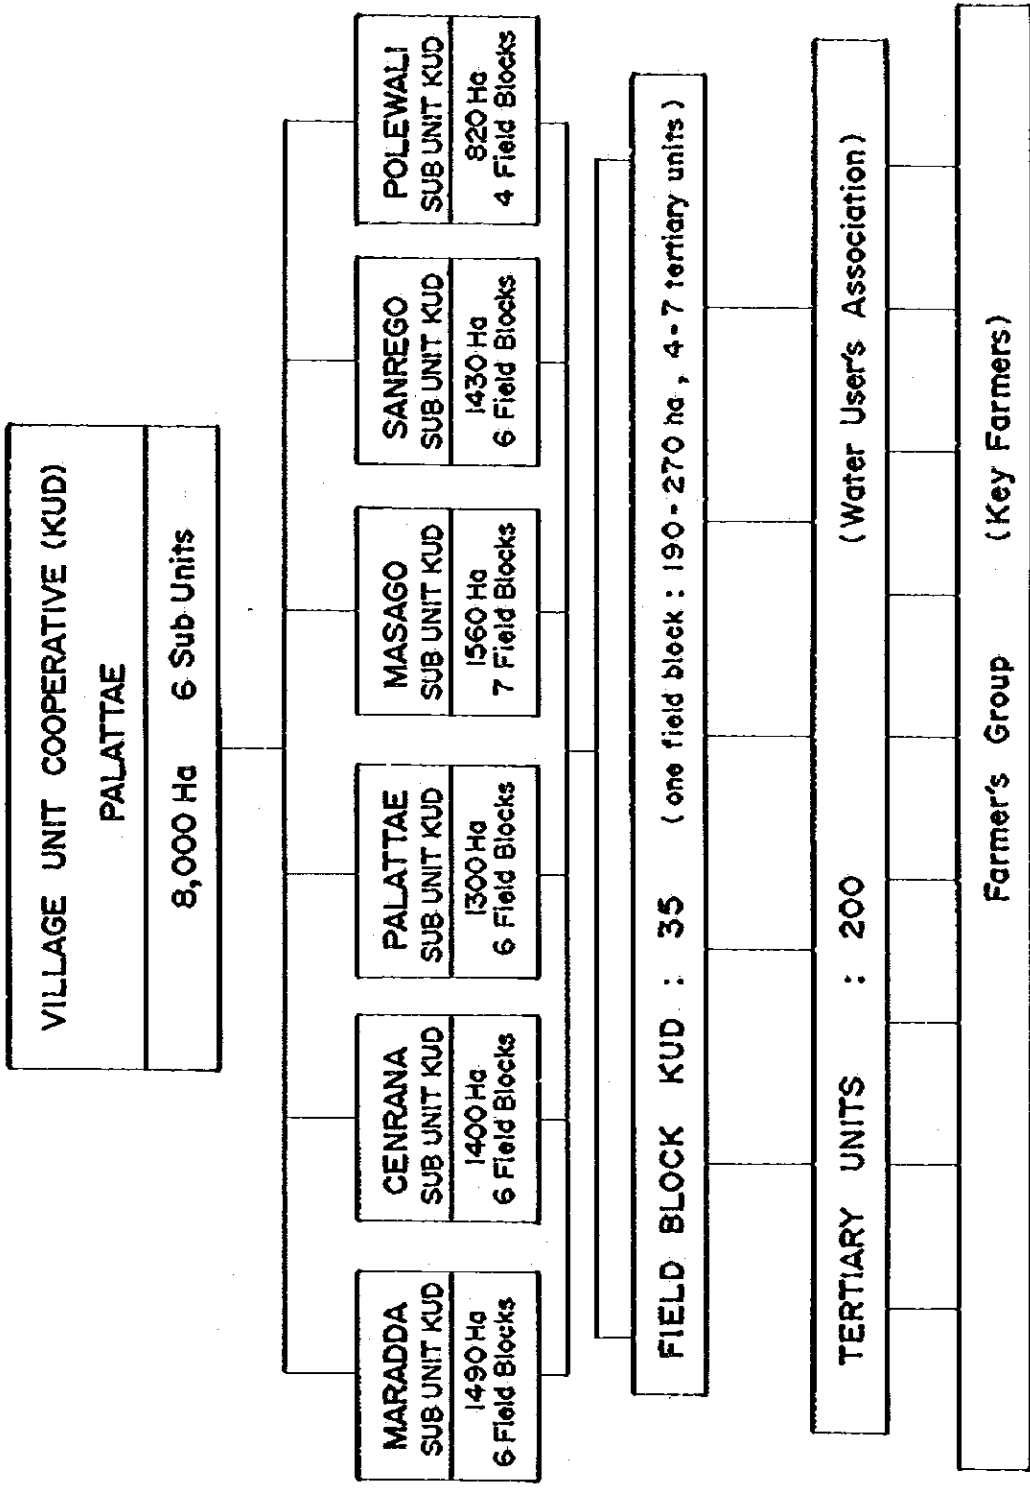 VILLAGE UNIT COOPERATIVE (KUD)
PALATTAE
8,000 Ha 6 Sub Units
MARADDA
SUB UNIT KUD
1490 Ha
6 Field Blocks
CENRANA
SUB UNIT KUD
1400 Ha
6 Field Blocks
PALATTAE
SUB UNIT KUD
1300 Ha
6 Field Blocks
MASAGO
SUB UNIT KUD
1560 Ha
7 Field Blocks
SANREGO
SUB UNIT KUD
1430 Ha
6 Field Blocks
POLEWALI
SUB UNIT KUD
820 Ha
4 Field Blocks
FIELD BLOCK KUD : 35 (one field block : 190-270 ha, 4-7 tertiary units)
TERTIARY UNITS : 200 (Water User's Association)
Farmer's Group (Key Farmers)